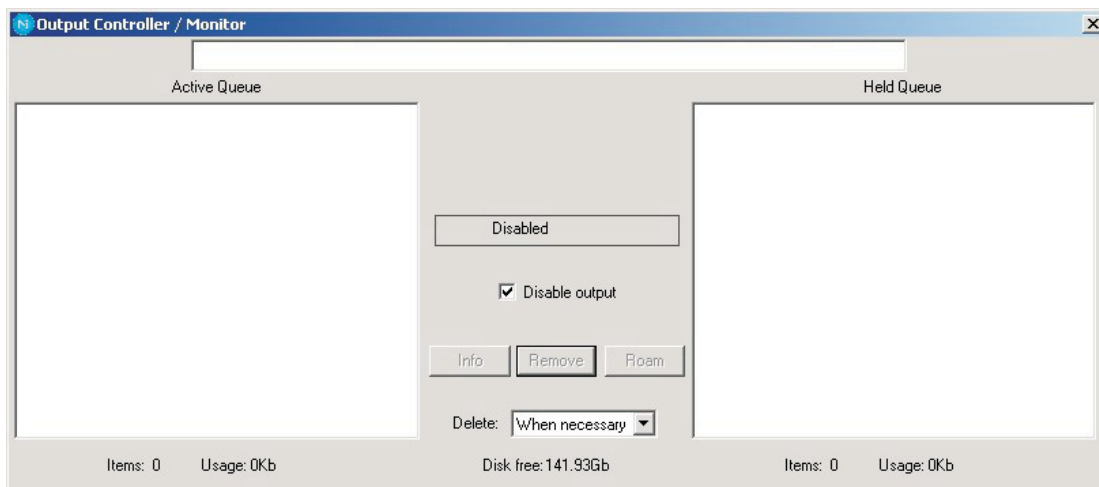 Output Controller / Monitor
Active Queue Held Queue
Disabled
Disable output
Info Remove Roam
Delete: When necessary
Items: 0 Usage: 0Kb Disk free: 141.93Gb Items: 0 Usage: 0Kb